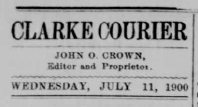 CLARKE COURIER
JOHN O. CROWN,
Editor and Proprietor.
WEDNESDAY, JULY 11, 1900